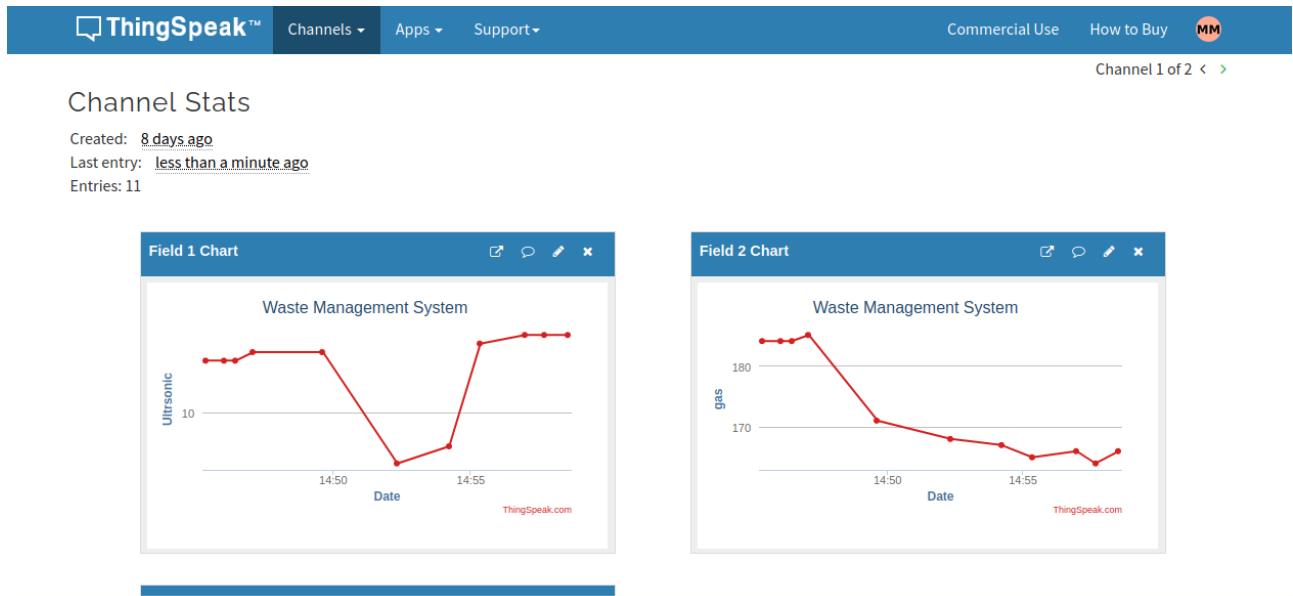 ThingSpeak™ Channels Apps Support Commercial Use How to Buy MM
Channel 1 of 2 < >
Channel Stats
Created: 8 days ago
Last entry: less than a minute ago
Entries: 11
Field 1 Chart
Waste Management System
Ultrsonic
10
14:50 14:55
Date
ThingSpeak.com
Field 2 Chart
Waste Management System
gas
180
170
14:50 14:55
Date
ThingSpeak.com